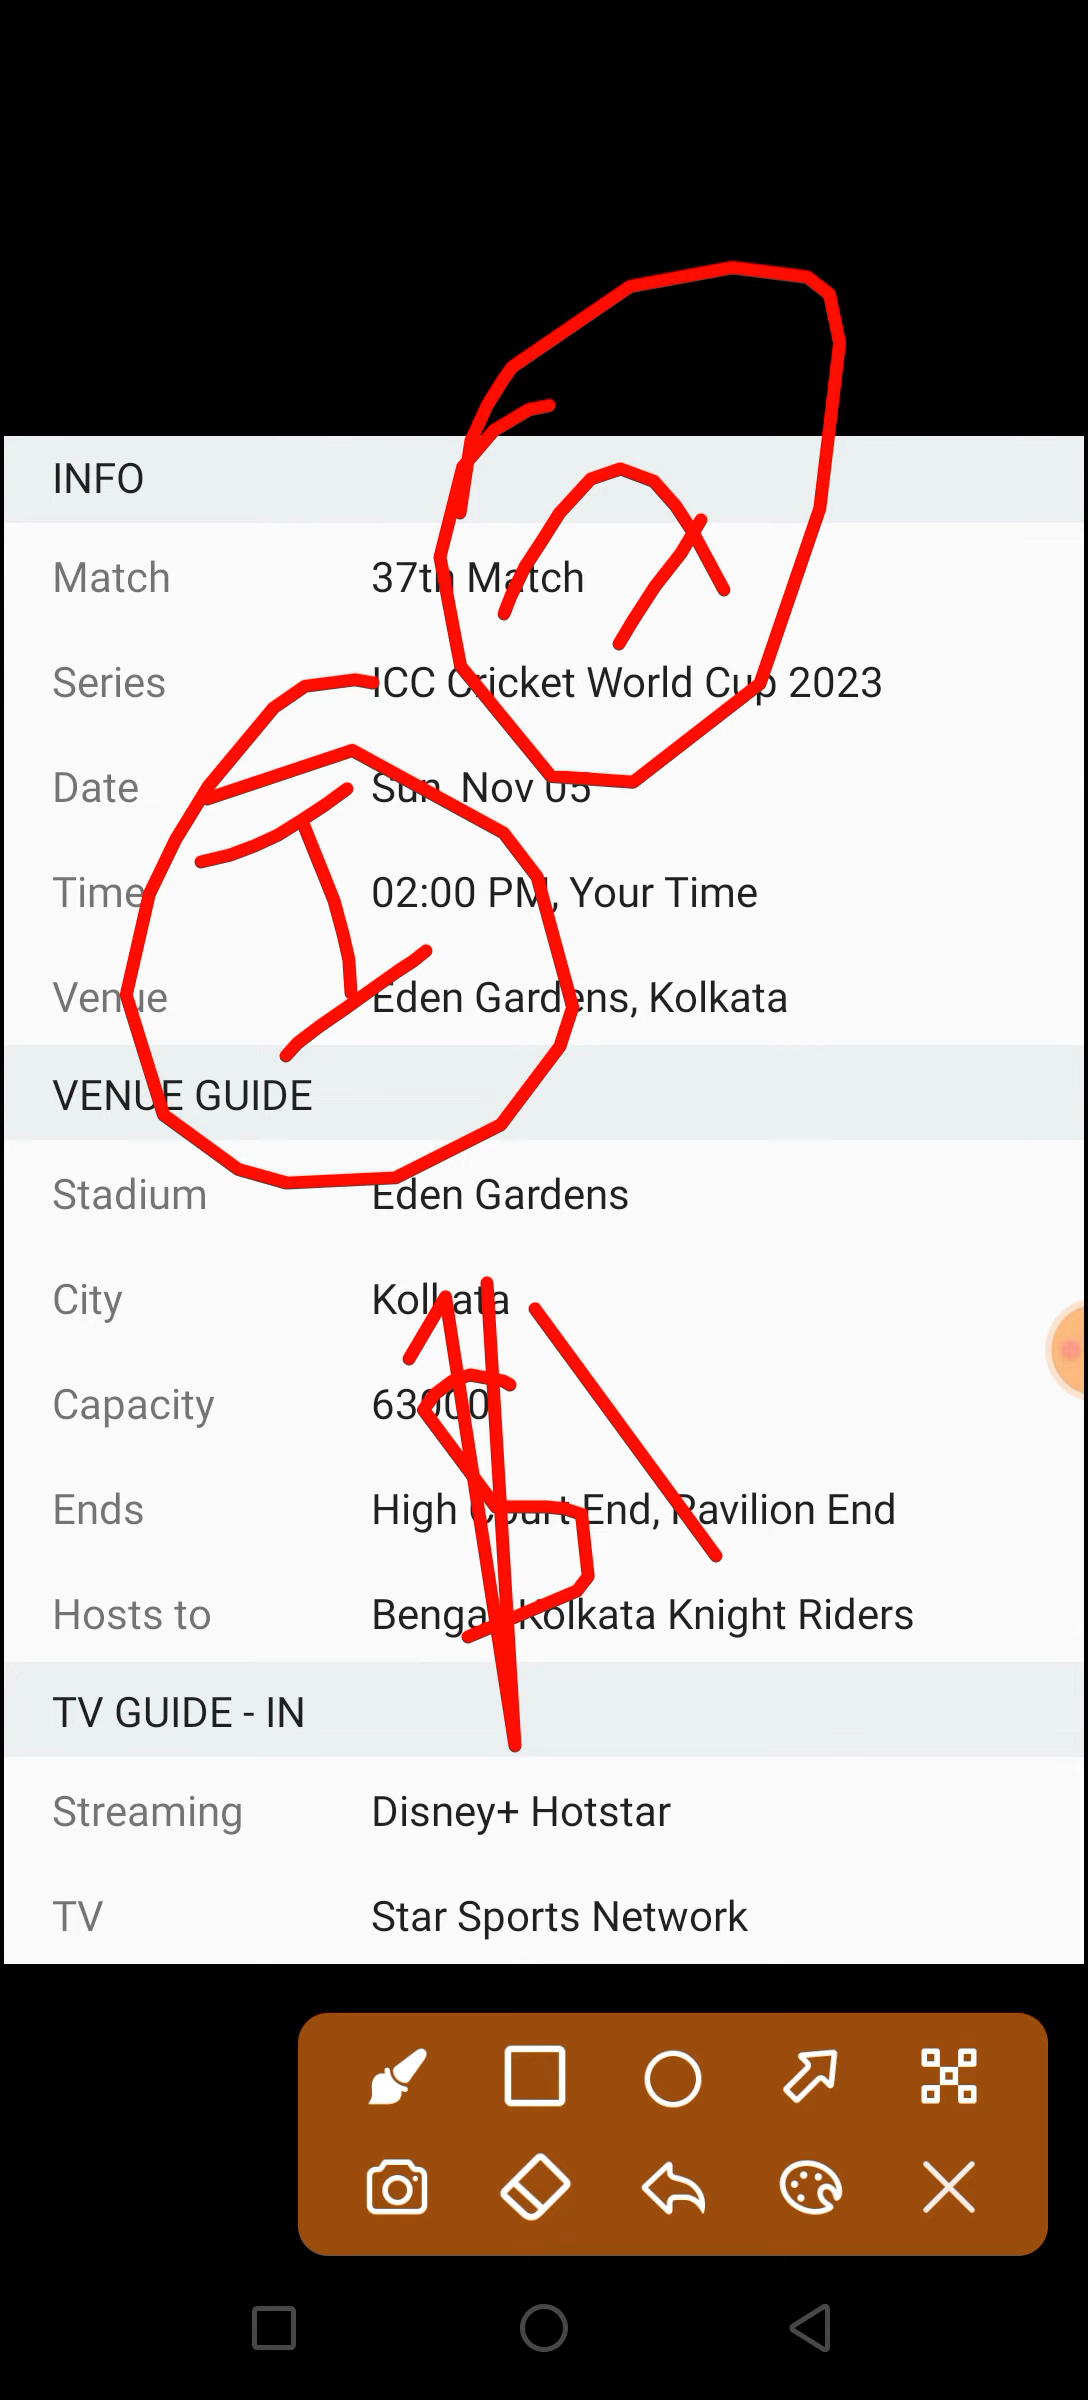 INFO
Match 37th Match
Series ICC Cricket World Cup 2023
Date Sun, Nov 05
Time 02:00 PM, Your Time
Venue Eden Gardens, Kolkata
VENUE GUIDE
Stadium Eden Gardens
City Kolkata
Capacity 63000
Ends High Court End, Pavilion End
Hosts to Bengal, Kolkata Knight Riders
TV GUIDE - IN
Streaming Disney+ Hotstar
TV Star Sports Network